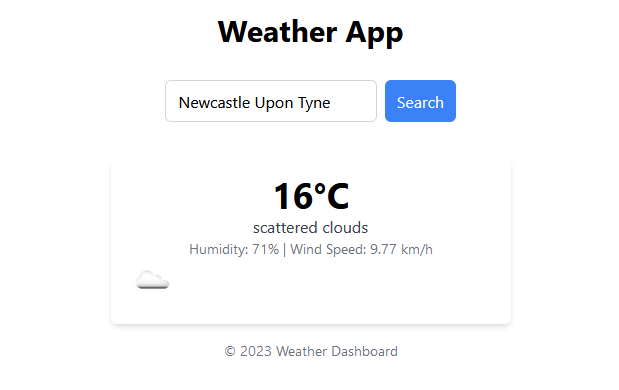 Weather App
Newcastle Upon Tyne
Search
16°C
scattered clouds
Humidity: 71% | Wind Speed: 9.77 km/h
© 2023 Weather Dashboard